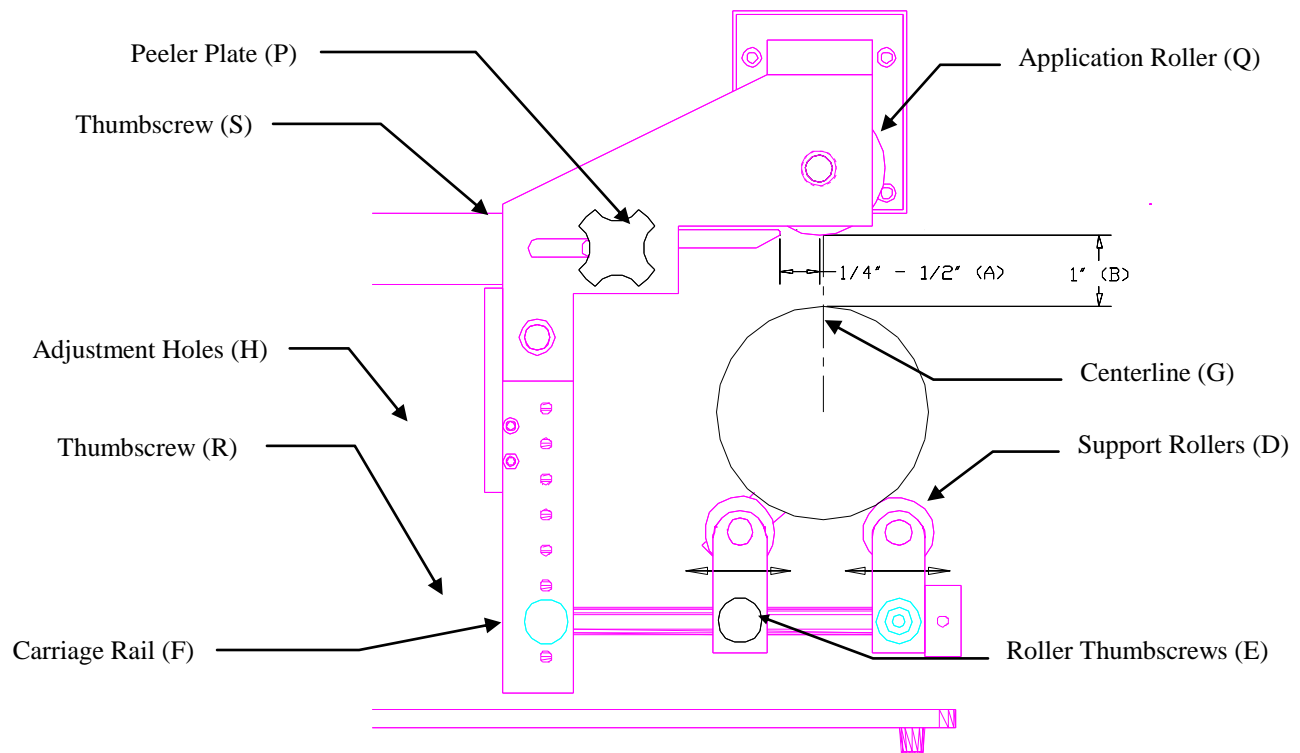 Peeler Plate (P)
Application Roller (Q)
Thumbscrew (S)
1/4" - 1/2" (A)
1" (B)
Adjustment Holes (H)
Centerline (G)
Thumbscrew (R)
Support Rollers (D)
Carriage Rail (F)
Roller Thumbscrews (E)